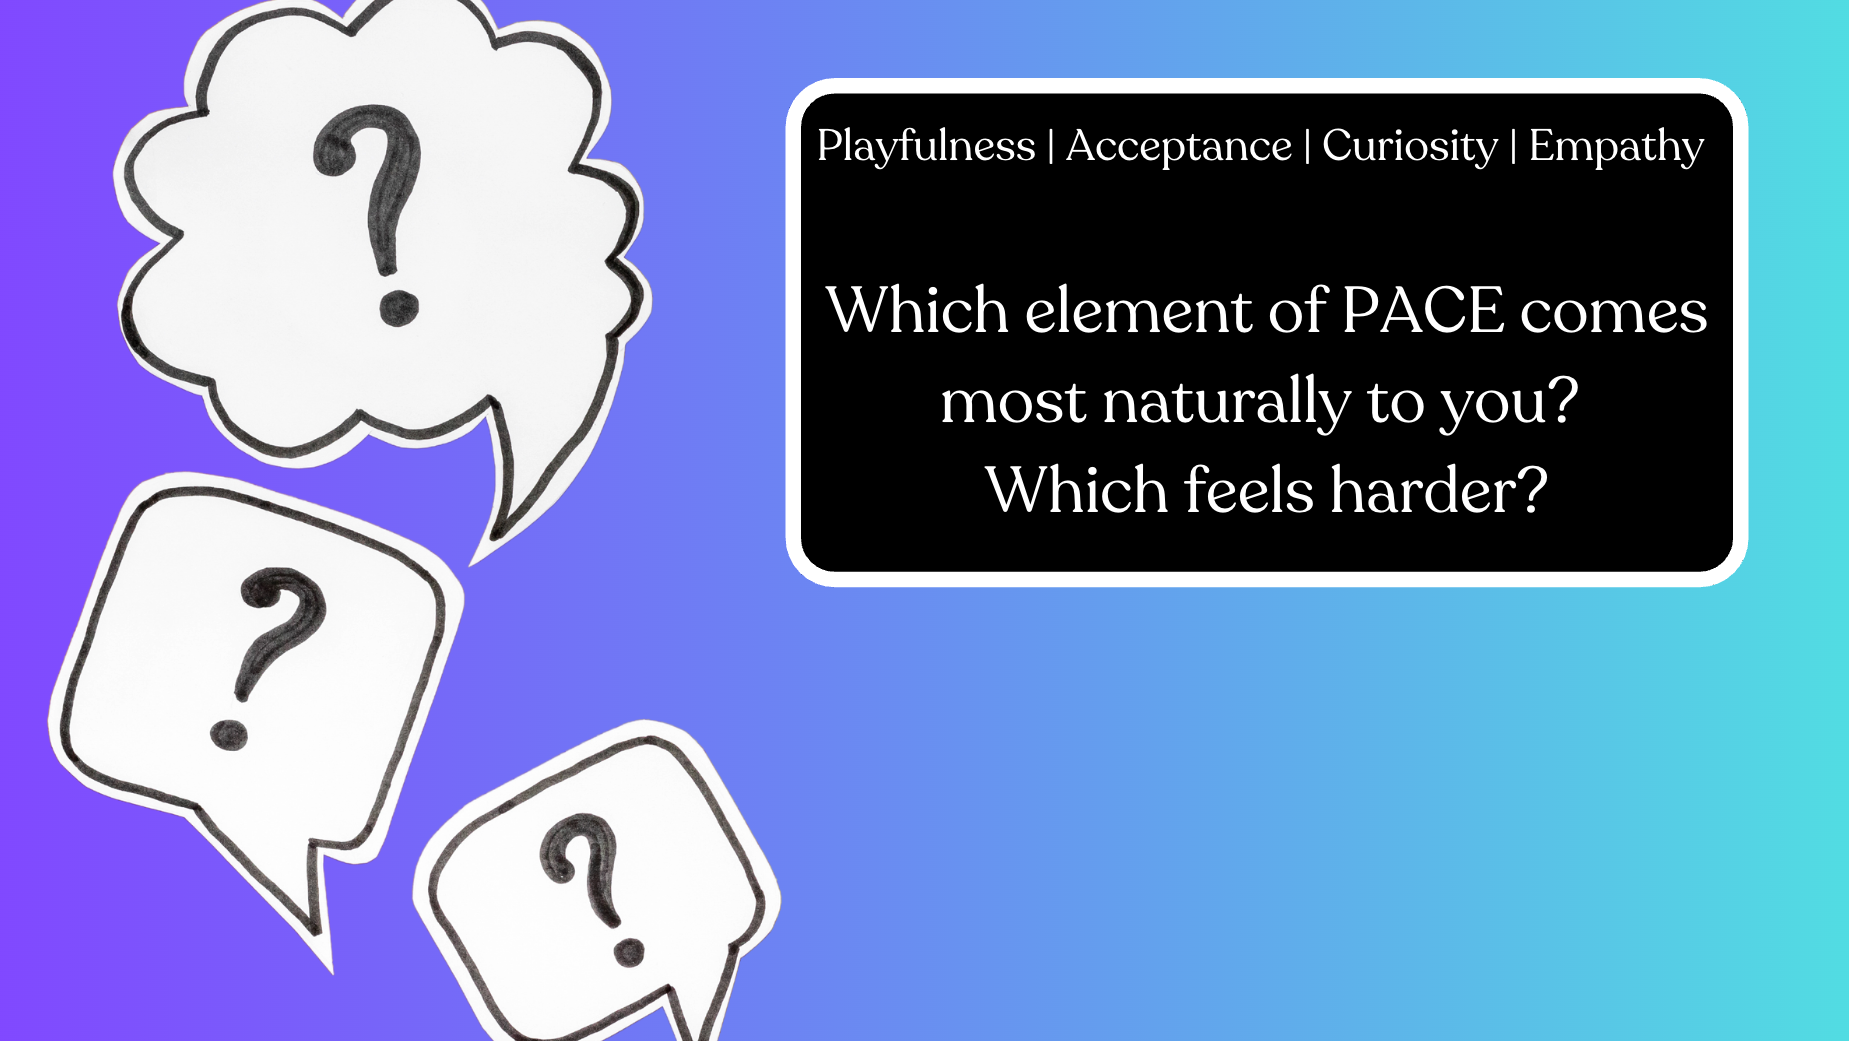 ?
Playfulness | Acceptance | Curiosity | Empathy
Which element of PACE comes
most naturally to you?
Which feels harder?
?
?